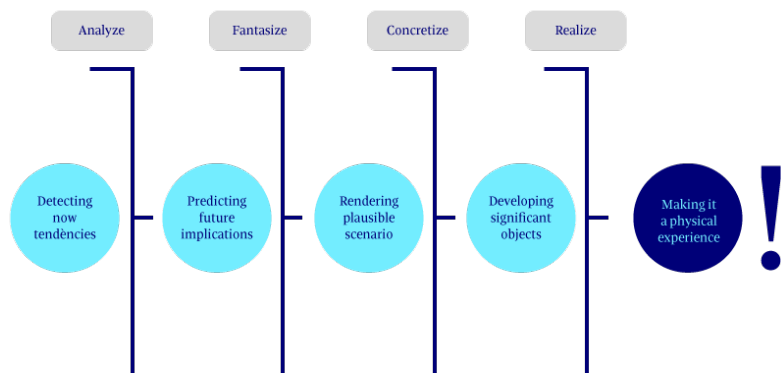 Analyze
Fantasize
Concretize
Realize
Detecting
now
tendències
Predicting
future
implications
Rendering
plausible
scenario
Developing
significant
objects
Making it
a physical
experience
!